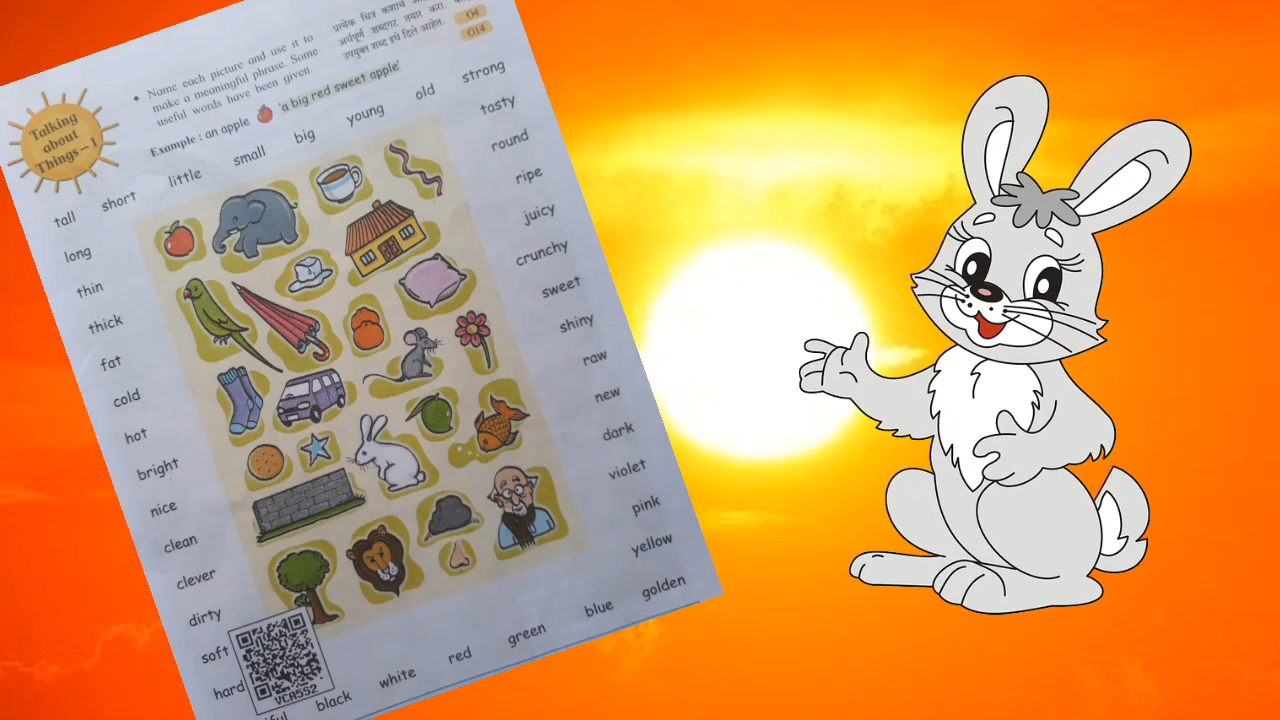 Talking
about
Things – 1
• Name each picture and use it to
make a meaningful phrase. Some
useful words have been given.
Example : an apple 'a big red sweet apple'
प्रत्येक चित्र
अर्थपूर्ण शब्दगट तयार करा.
उपयुक्त शब्द इथे दिले आहेत.
O4
O14
tall
short
little
small
big
young
old
strong
long
thin
thick
fat
cold
hot
bright
nice
clean
clever
dirty
soft
hard
tasty
round
ripe
juicy
crunchy
sweet
shiny
raw
new
dark
violet
pink
yellow
black
white
red
green
blue
golden
VCA5S2